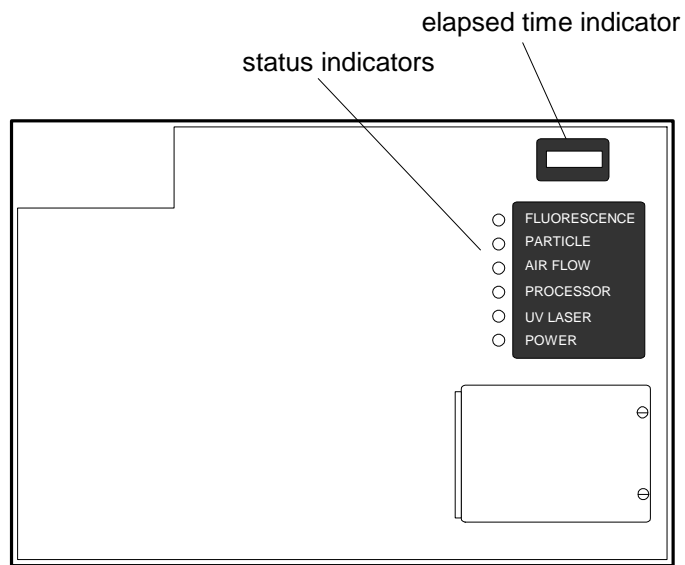 elapsed time indicator
status indicators
FLUORESCENCE
PARTICLE
AIR FLOW
PROCESSOR
UV LASER
POWER